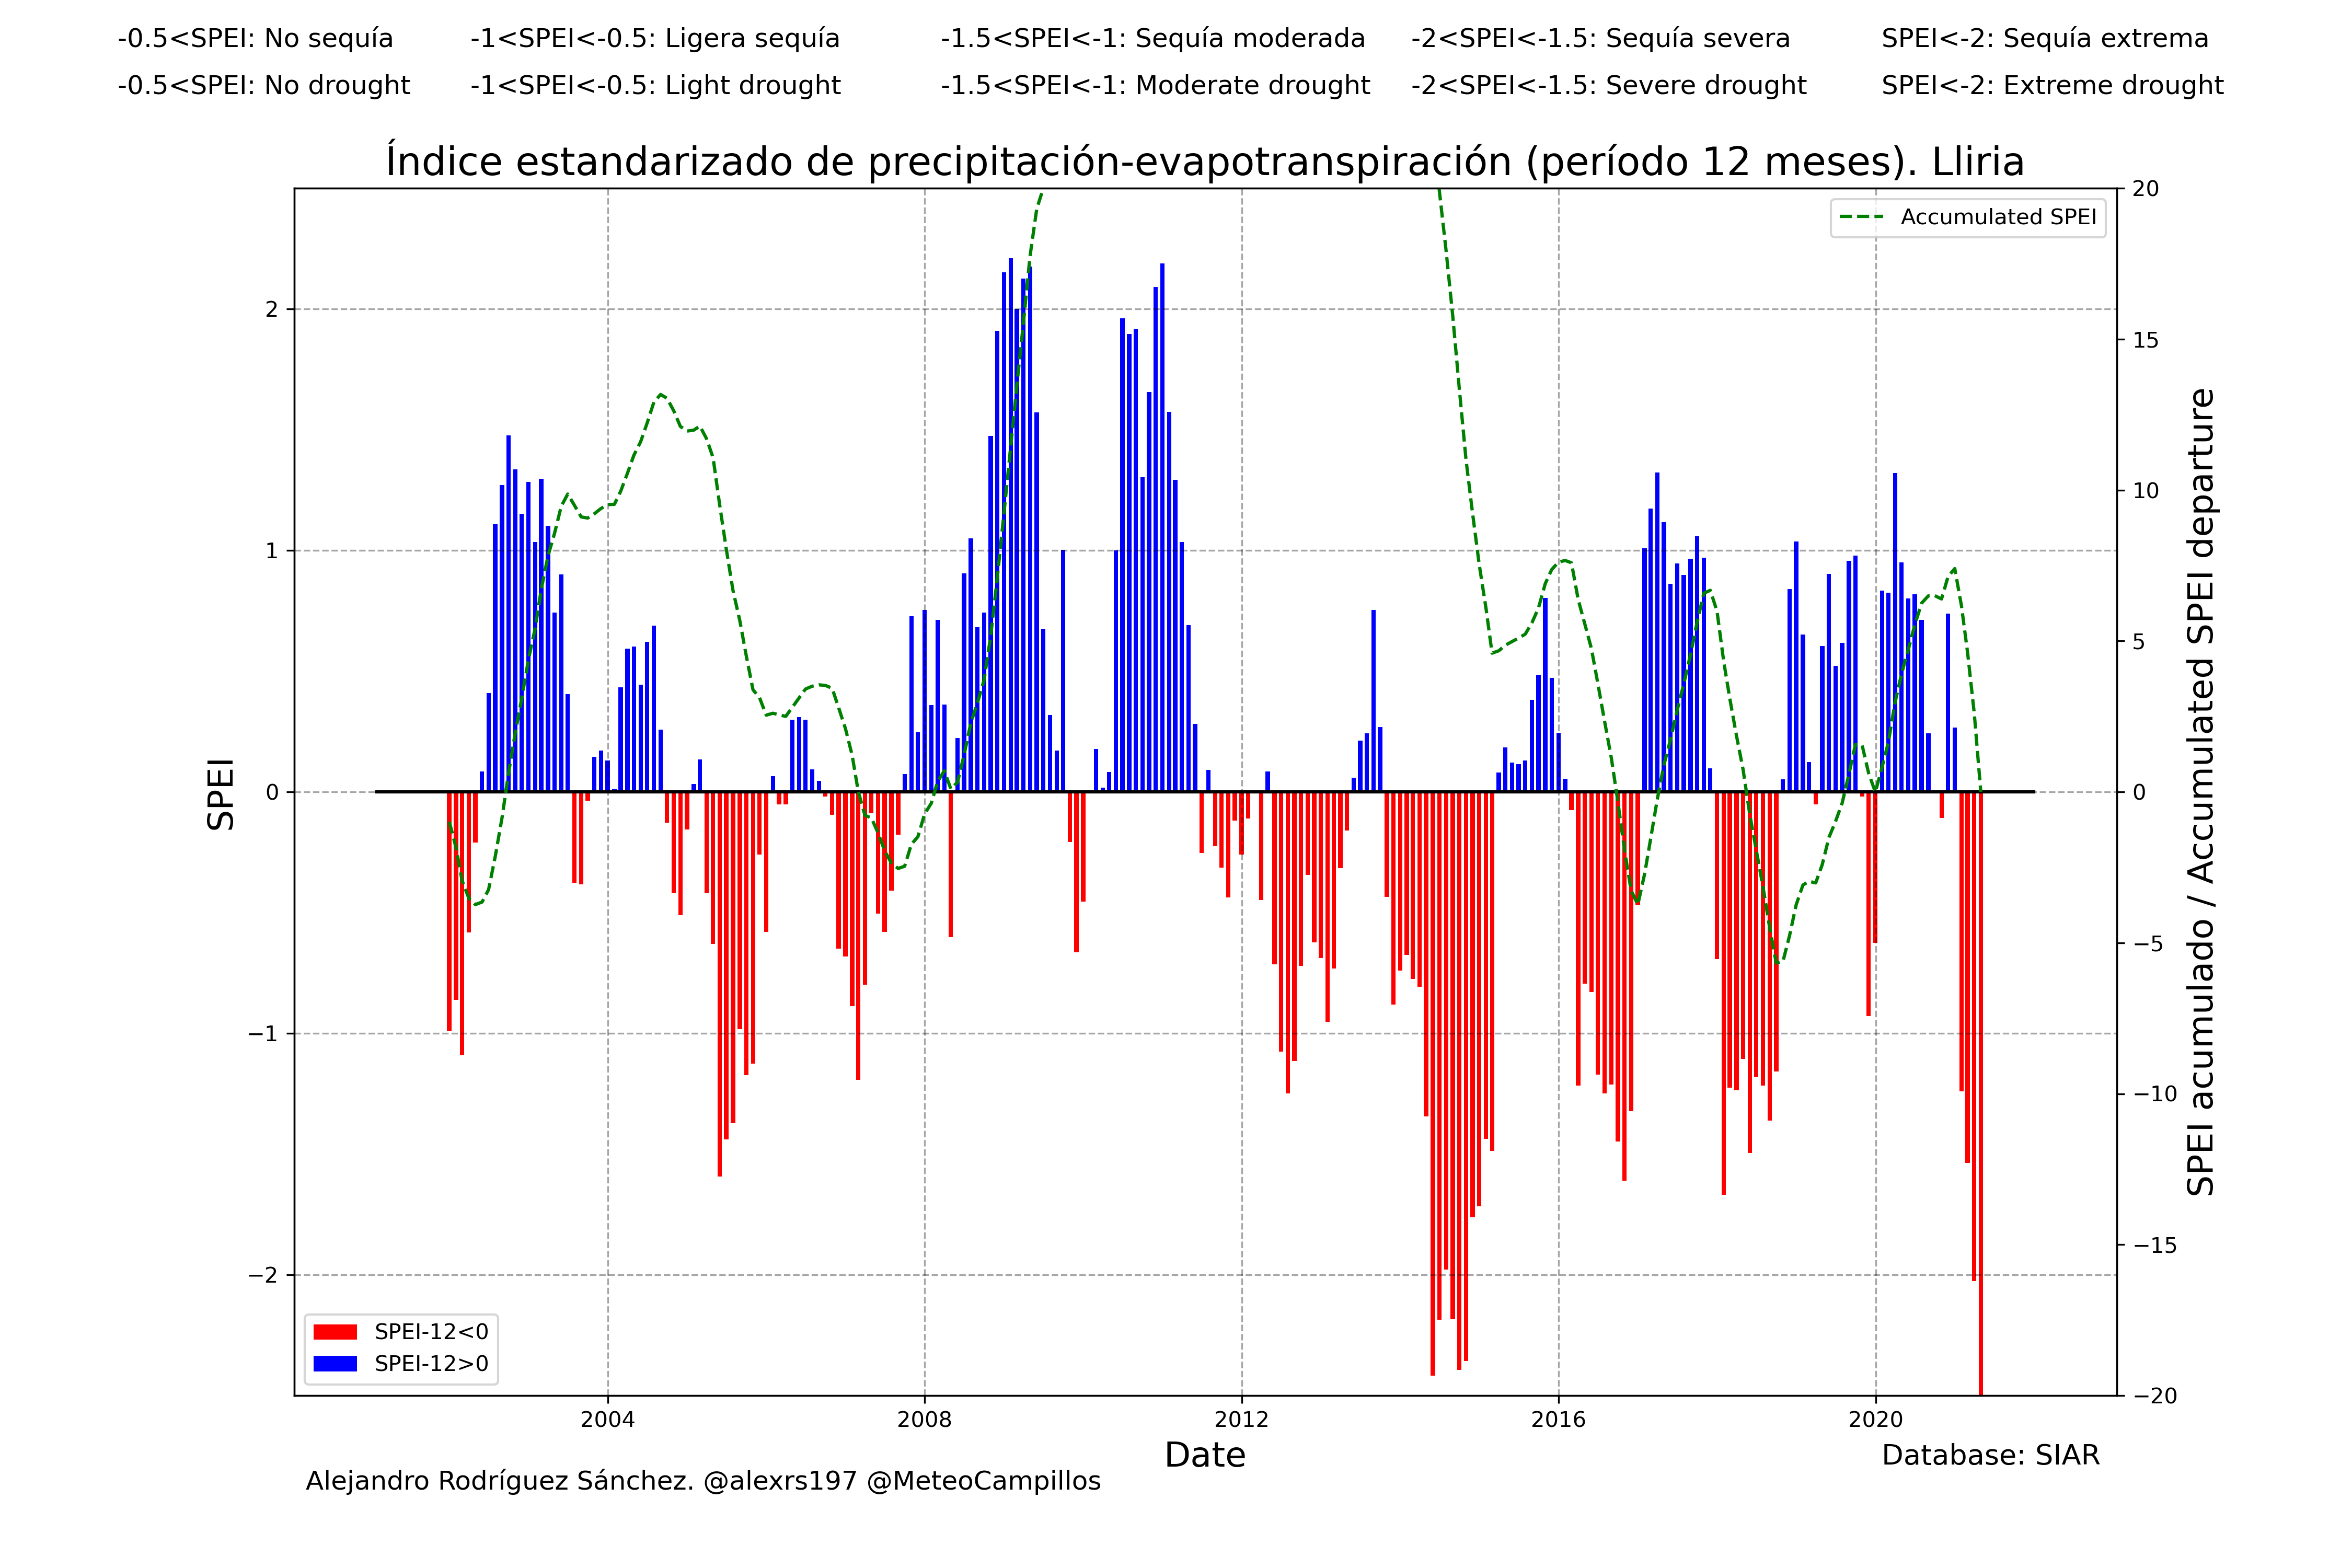 -0.5<SPEI: No sequía -1<SPEI<-0.5: Ligera sequía -1.5<SPEI<-1: Sequía moderada -2<SPEI<-1.5: Sequía severa SPEI<-2: Sequía extrema
-0.5<SPEI: No drought -1<SPEI<-0.5: Light drought -1.5<SPEI<-1: Moderate drought -2<SPEI<-1.5: Severe drought SPEI<-2: Extreme drought
Índice estandarizado de precipitación-evapotranspiración (período 12 meses). Lliria
Accumulated SPEI
SPEI
2
1
0
−1
−2
20
15
10
5
0
−5
−10
−15
−20
SPEI acumulado / Accumulated SPEI departure
SPEI-12<0
SPEI-12>0
2004 2008 2012 2016 2020
Date
Database: SIAR
Alejandro Rodríguez Sánchez. @alexrs197 @MeteoCampillos